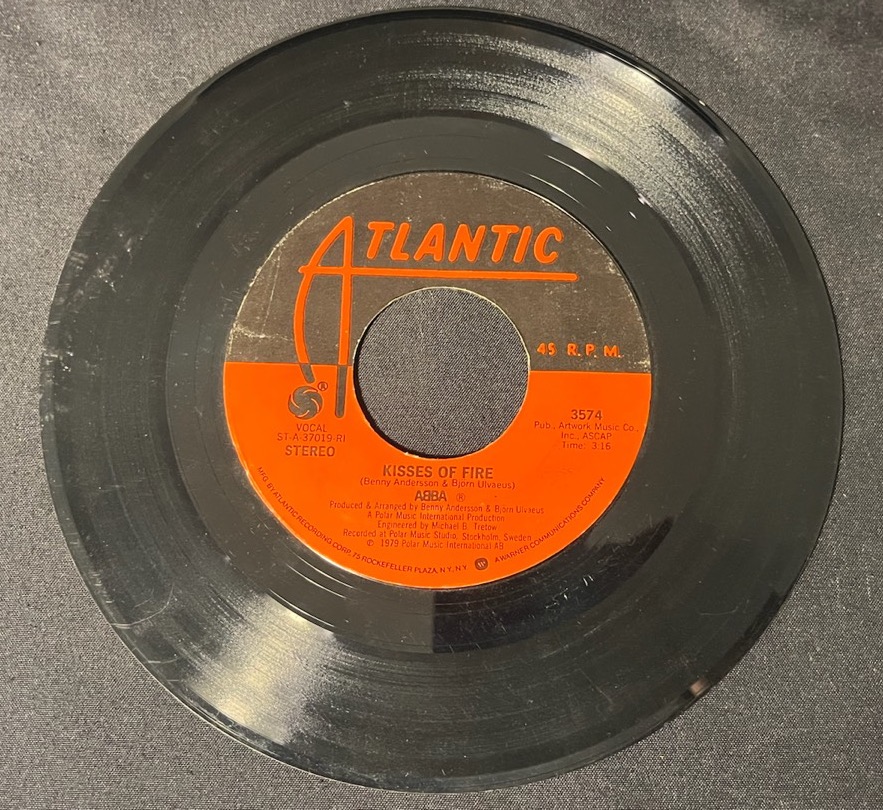 ATLANTIC
45 R.P.M.
®
VOCAL
ST-A-37019-RI
STEREO
3574
Pub., Artwork Music Co.,
Inc., ASCAP
Time: 3:16
KISSES OF FIRE
(Benny Andersson & Bjorn Ulvaeus)
ABBA ®
Produced & Arranged by Benny Andersson & Bjorn Ulvaeus
A Polar Music International Production
Engineered by Michael B. Tretow
Recorded at Polar Music Studio, Stockholm, Sweden
℗ 1979 Polar Music International AB
MFG. BY ATLANTIC RECORDING CORP., 75 ROCKEFELLER PLAZA, N.Y., N.Y. W A WARNER COMMUNICATIONS COMPANY